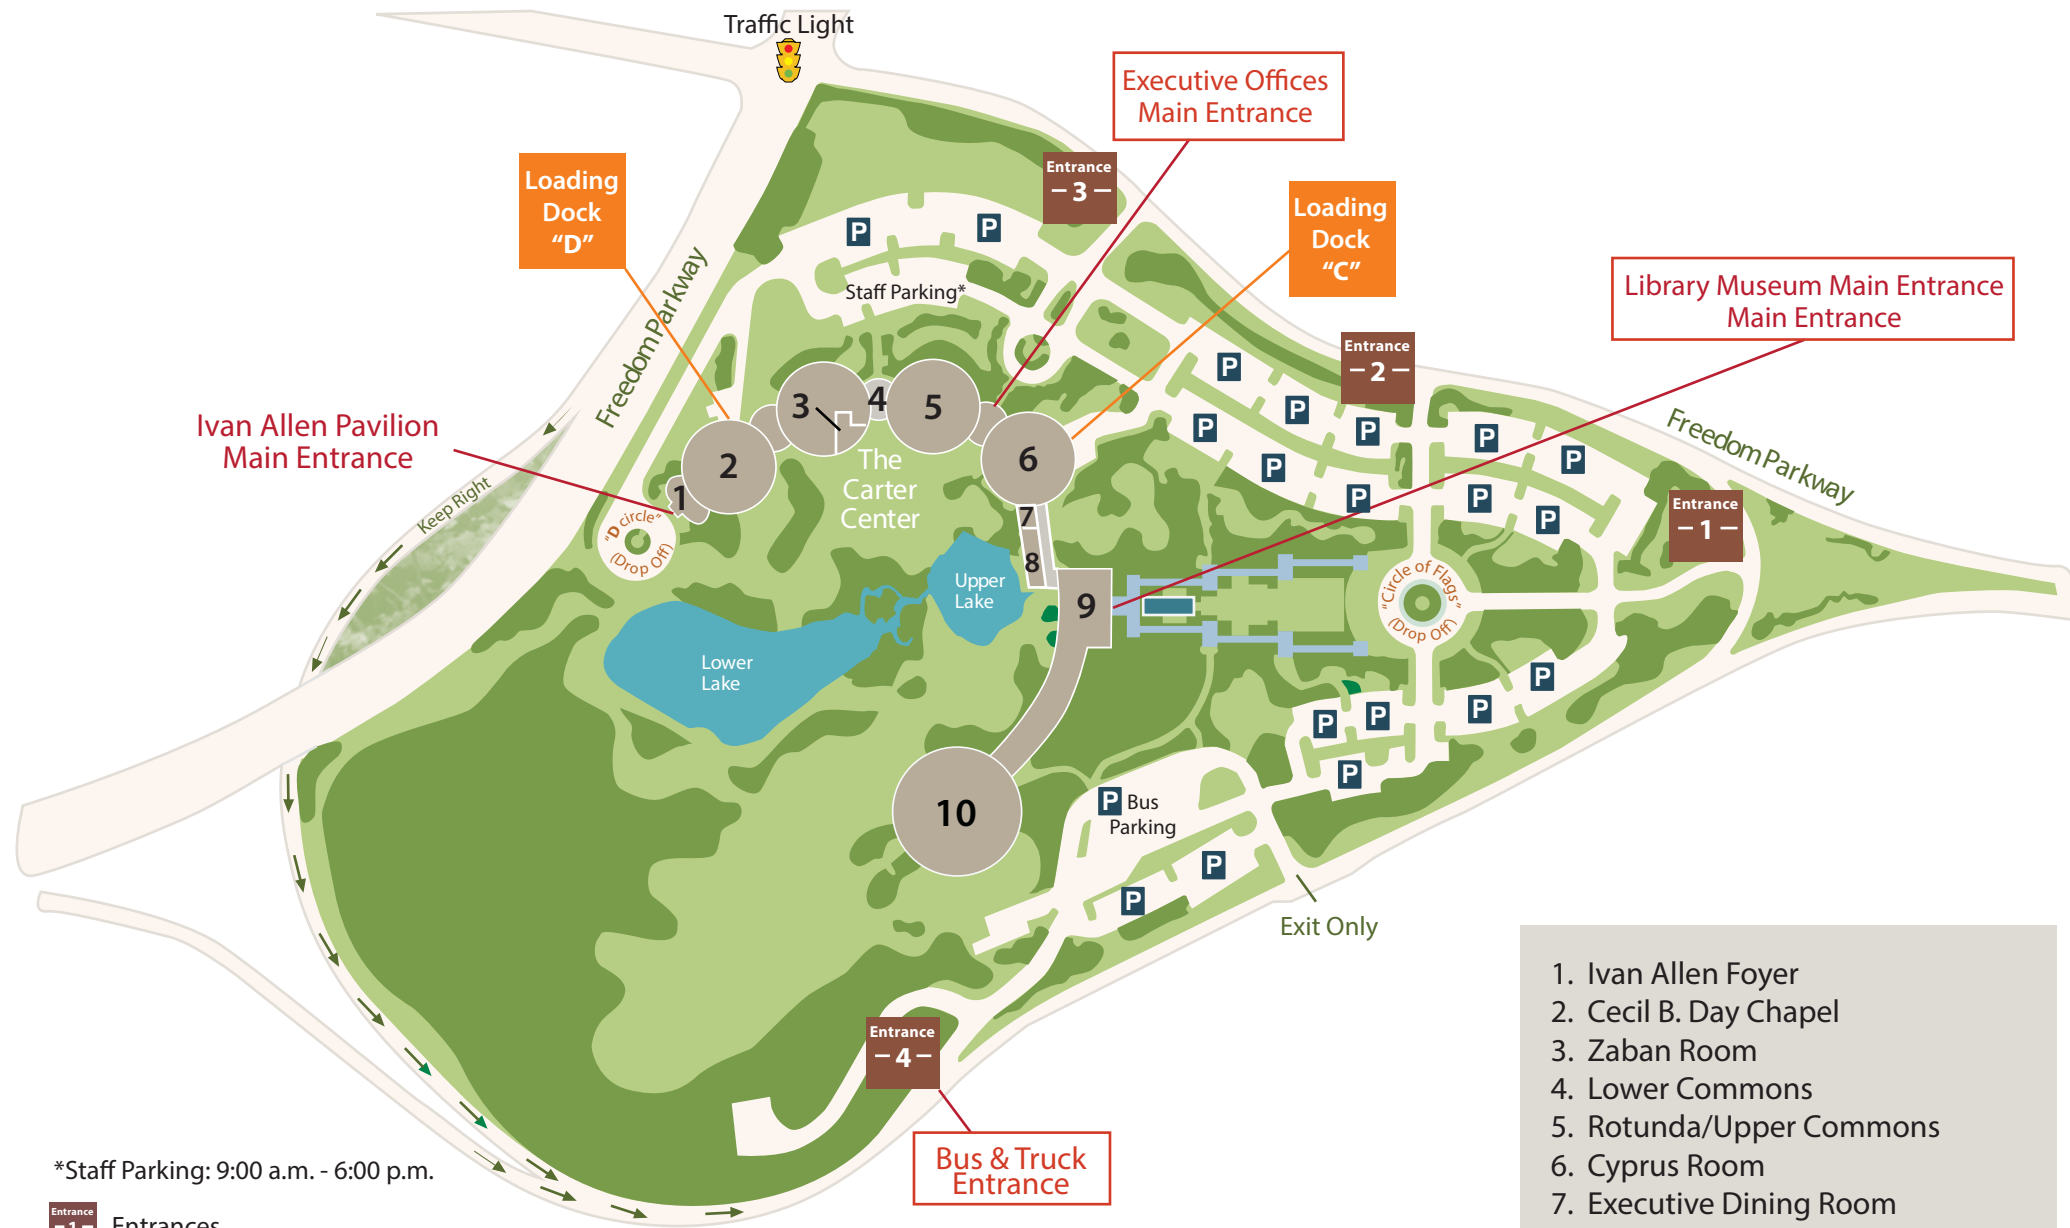 Traffic Light
Executive Offices
Main Entrance
Entrance
– 3 –
Loading
Dock
“D”
Loading
Dock
“C”
P
P
Staff Parking*
Freedom Parkway
Library Museum Main Entrance
Main Entrance
Entrance
– 2 –
P
P
P
P
P
P
P
P
P
P
Freedom Parkway
Entrance
– 1 –
Ivan Allen Pavilion
Main Entrance
Keep Right
1
2
3
4
5
6
7
8
9
10
The
Carter
Center
“D circle”
(Drop Off)
Upper
Lake
Lower
Lake
“Circle of Flags”
(Drop Off)
P
P
P
P
P
P Bus
Parking
P
P
Exit Only
Entrance
– 4 –
Bus & Truck
Entrance
*Staff Parking: 9:00 a.m. - 6:00 p.m.
Entrance
– 1 –
Entrances
1. Ivan Allen Foyer
2. Cecil B. Day Chapel
3. Zaban Room
4. Lower Commons
5. Rotunda/Upper Commons
6. Cyprus Room
7. Executive Dining Room